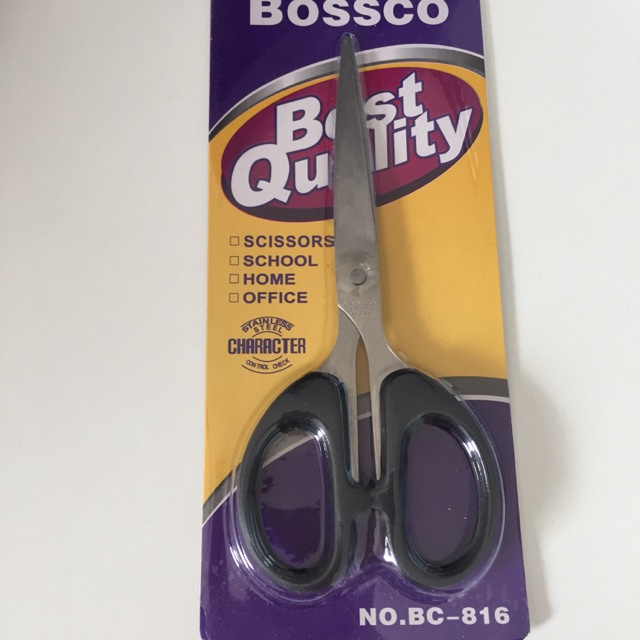 BOSSCO
Best
Quality
SCISSORS
SCHOOL
HOME
OFFICE
STAINLESS
STEEL
CHARACTER
CONTROL CHECK
NO.BC-816